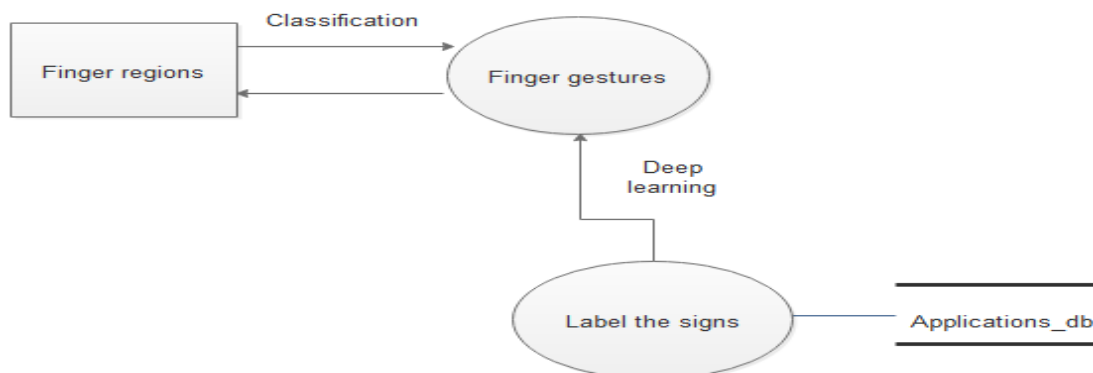 Classification
Finger regions
Finger gestures
Deep
learning
Label the signs
Applications_db